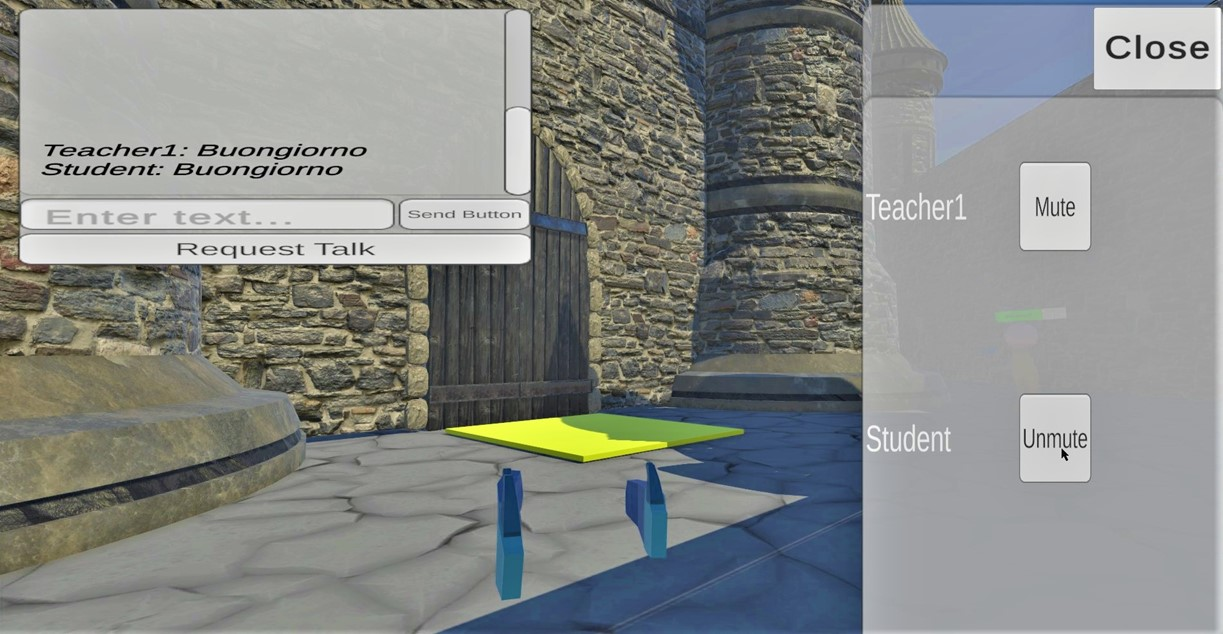 Teacher1: Buongiorno
Student: Buongiorno
Enter text...
Send Button
Request Talk
Close
Teacher1
Mute
Student
Unmute